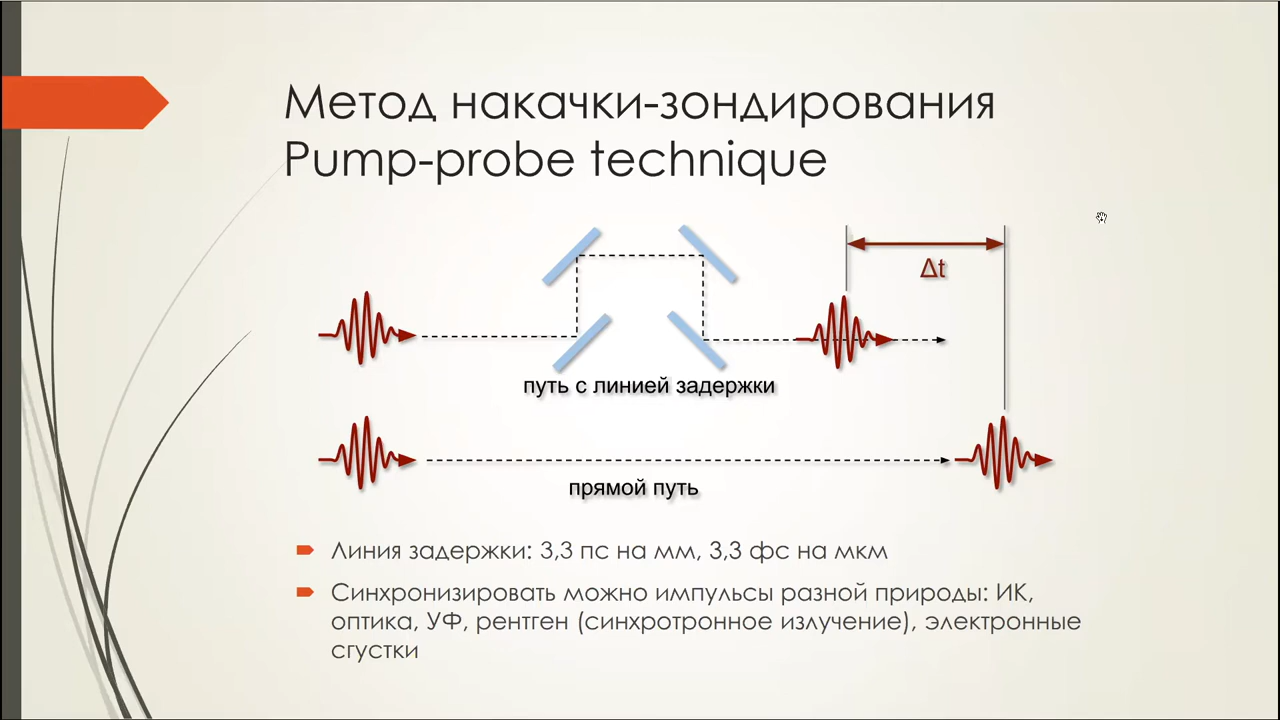 Метод накачки-зондирования
Pump-probe technique
Δt
путь с линией задержки
прямой путь
Линия задержки: 3,3 пс на мм, 3,3 фс на мкм
Синхронизировать можно импульсы разной природы: ИК,
оптика, УФ, рентген (синхротронное излучение), электронные
сгустки